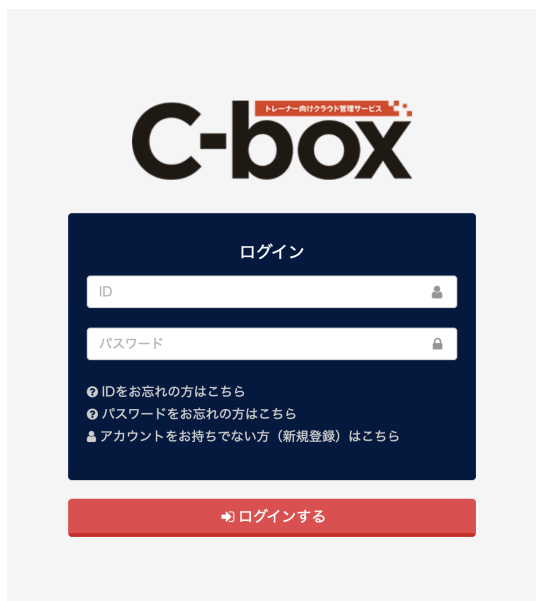 トレーナー向けクラウド管理サービス
C-box
ログイン
ID
パスワード
IDをお忘れの方はこちら
パスワードをお忘れの方はこちら
アカウントをお持ちでない方（新規登録）はこちら
ログインする